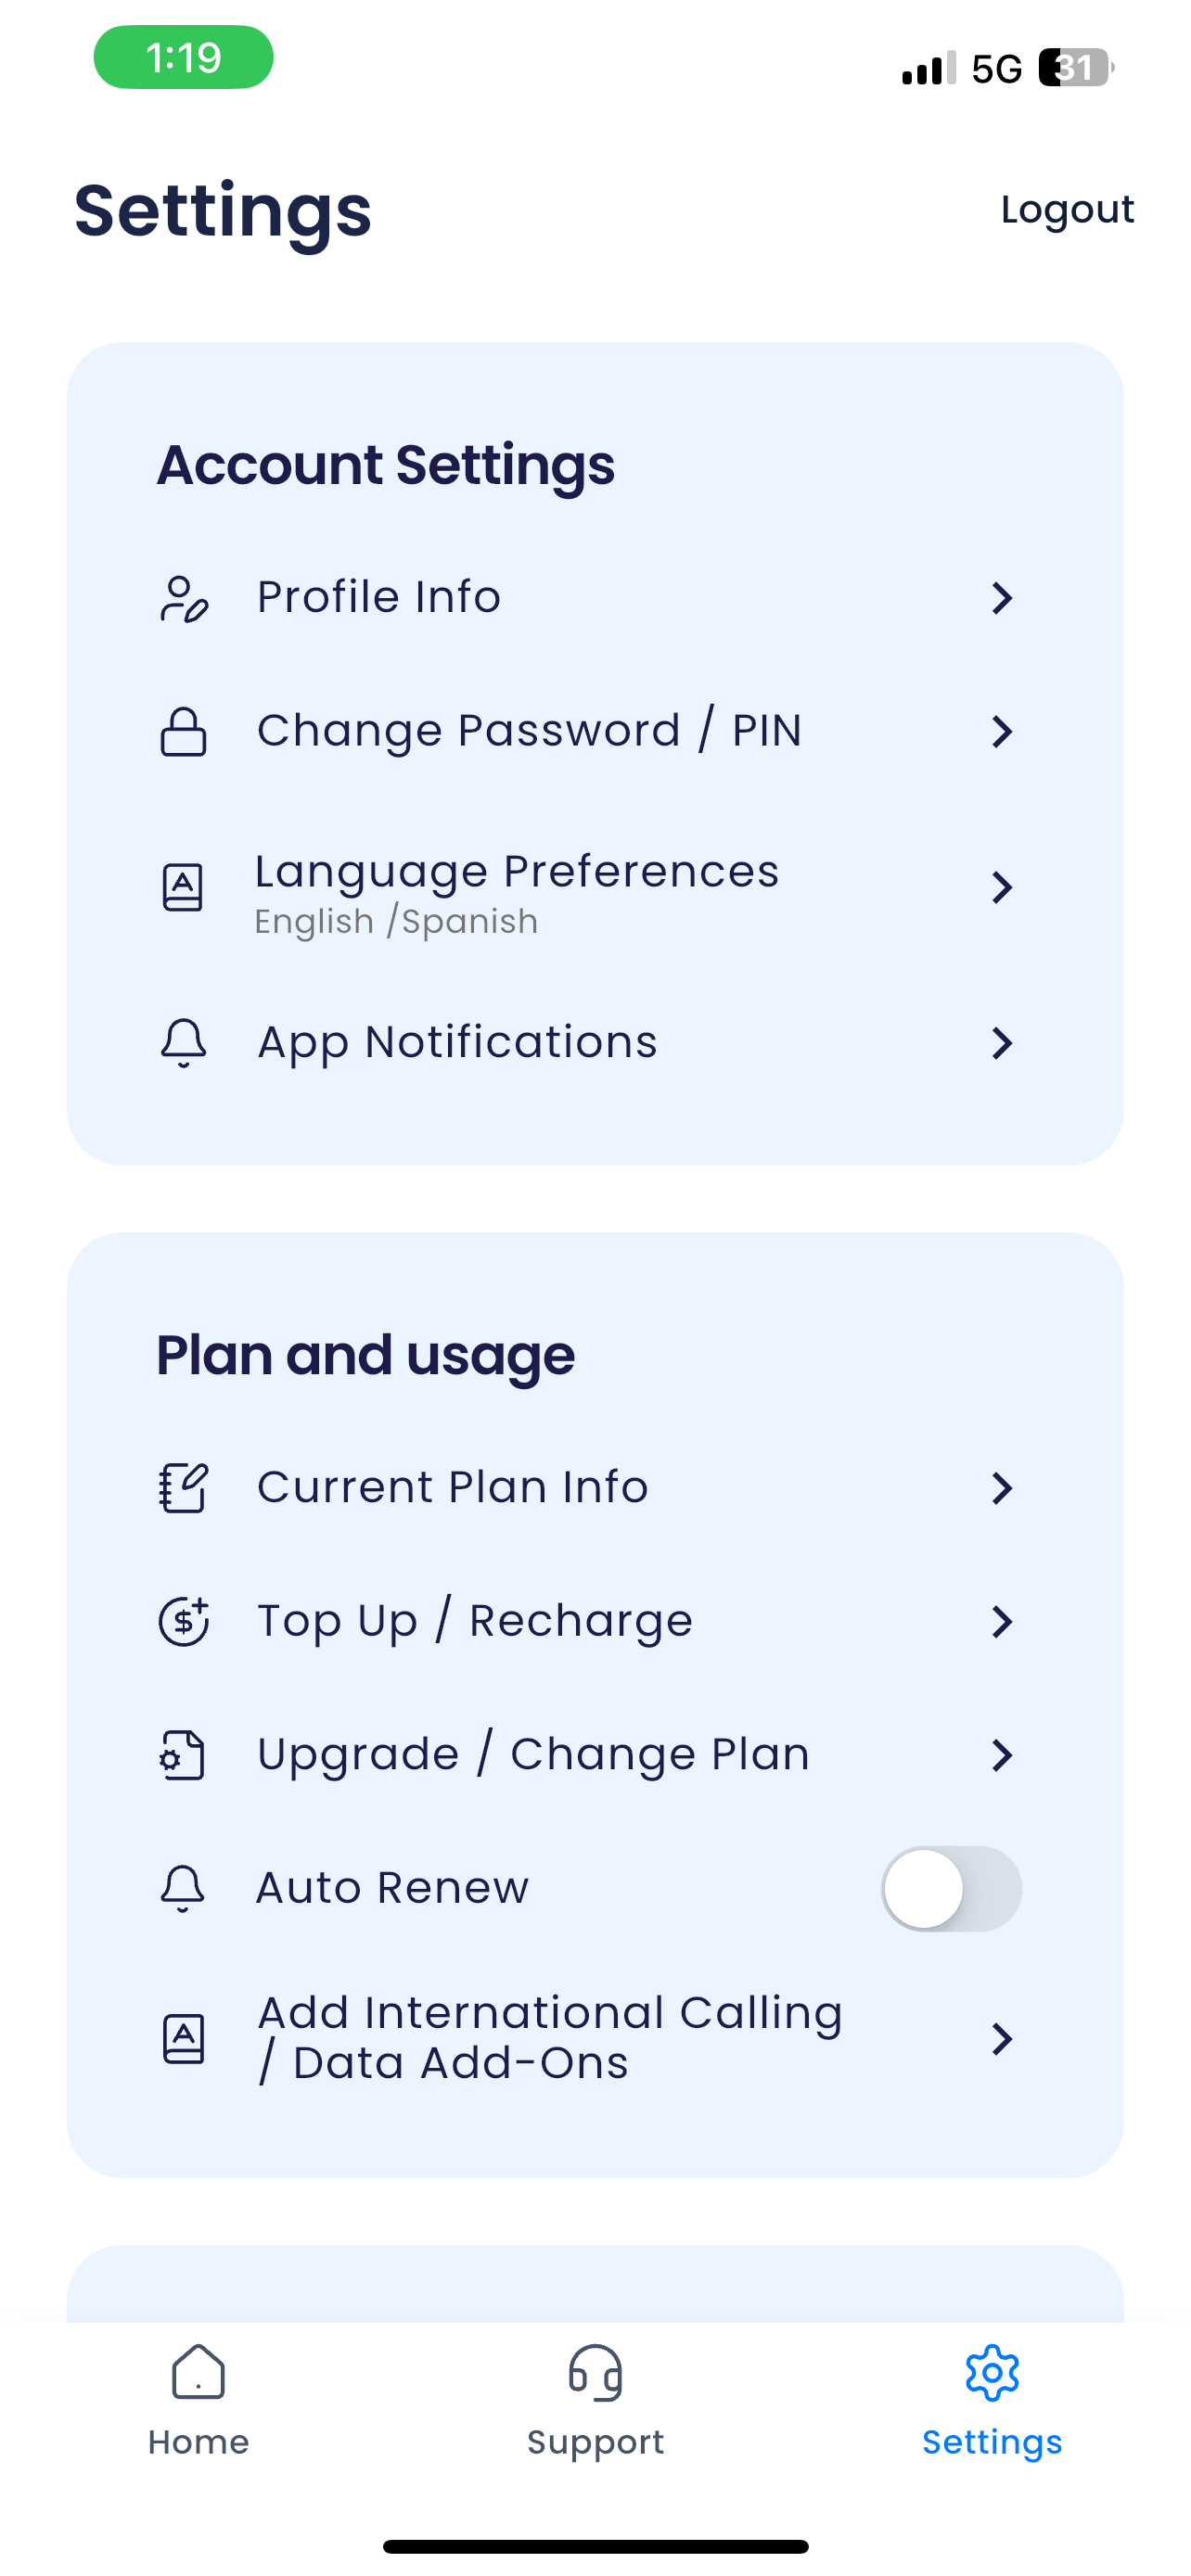 1:19
5G 31
Settings
Logout
Account Settings
Profile Info
Change Password / PIN
Language Preferences
English /Spanish
App Notifications
Plan and usage
Current Plan Info
Top Up / Recharge
Upgrade / Change Plan
Auto Renew
Add International Calling
/ Data Add-Ons
Home
Support
Settings